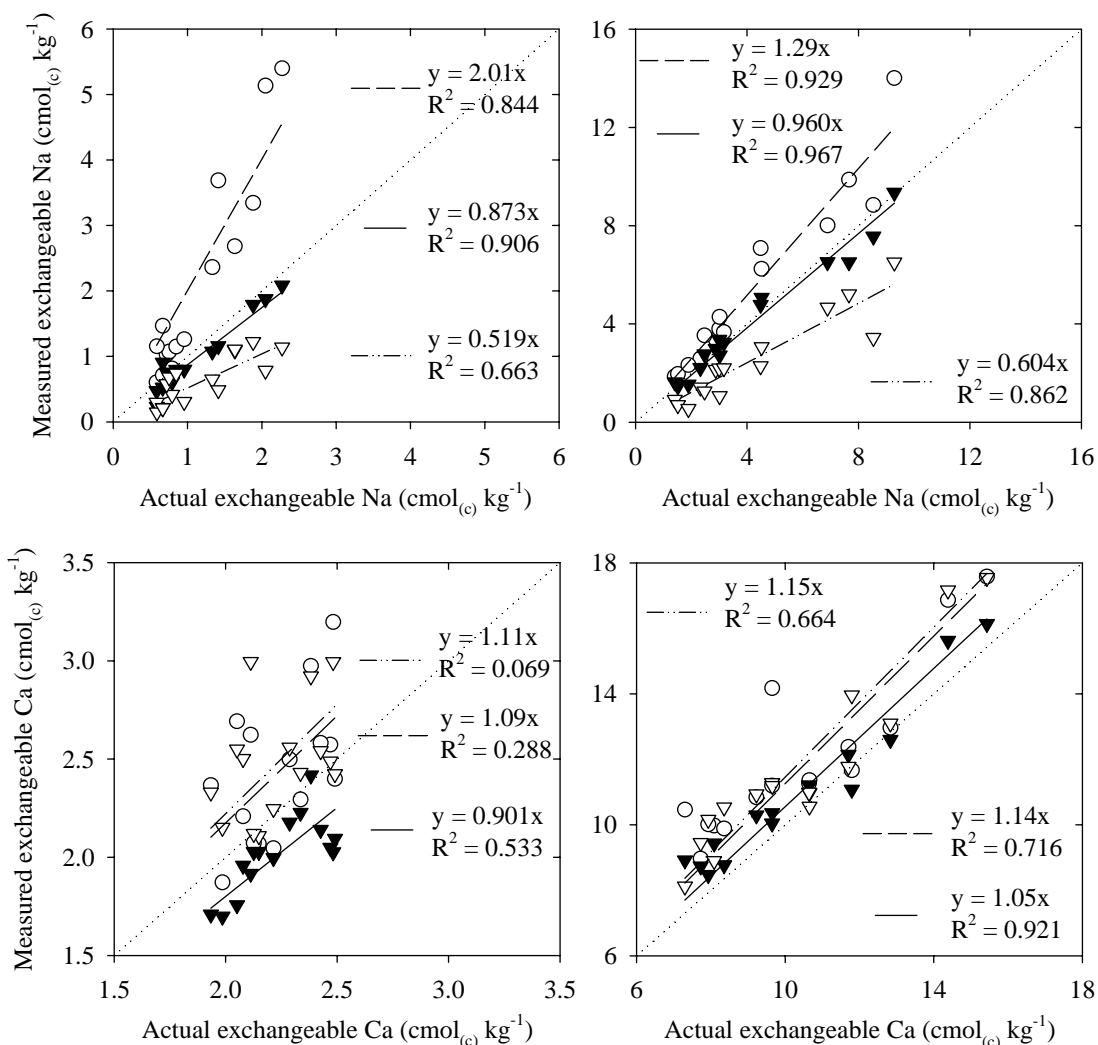 6
5
4
3
2
1
0
0 1 2 3 4 5 6
Measured exchangeable Na (cmol(c) kg-1)
Actual exchangeable Na (cmol(c) kg-1)
y = 2.01x
R2 = 0.844
y = 0.873x
R2 = 0.906
y = 0.519x
R2 = 0.663
16
12
8
4
0
0 4 8 12 16
Actual exchangeable Na (cmol(c) kg-1)
y = 1.29x
R2 = 0.929
y = 0.960x
R2 = 0.967
y = 0.604x
R2 = 0.862
3.5
3.0
2.5
2.0
1.5
1.5 2.0 2.5 3.0 3.5
Measured exchangeable Ca (cmol(c) kg-1)
Actual exchangeable Ca (cmol(c) kg-1)
y = 1.11x
R2 = 0.069
y = 1.09x
R2 = 0.288
y = 0.901x
R2 = 0.533
18
14
10
6
6 10 14 18
Actual exchangeable Ca (cmol(c) kg-1)
y = 1.15x
R2 = 0.664
y = 1.14x
R2 = 0.716
y = 1.05x
R2 = 0.921